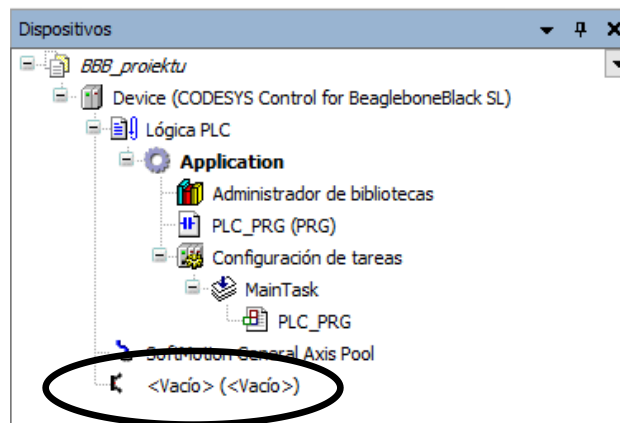 Dispositivos
BBB_proiektu
Device (CODESYS Control for BeagleboneBlack SL)
Lógica PLC
Application
Administrador de bibliotecas
PLC_PRG (PRG)
Configuración de tareas
MainTask
PLC_PRG
SoftMotion General Axis Pool
<Vacío> (<Vacío>)